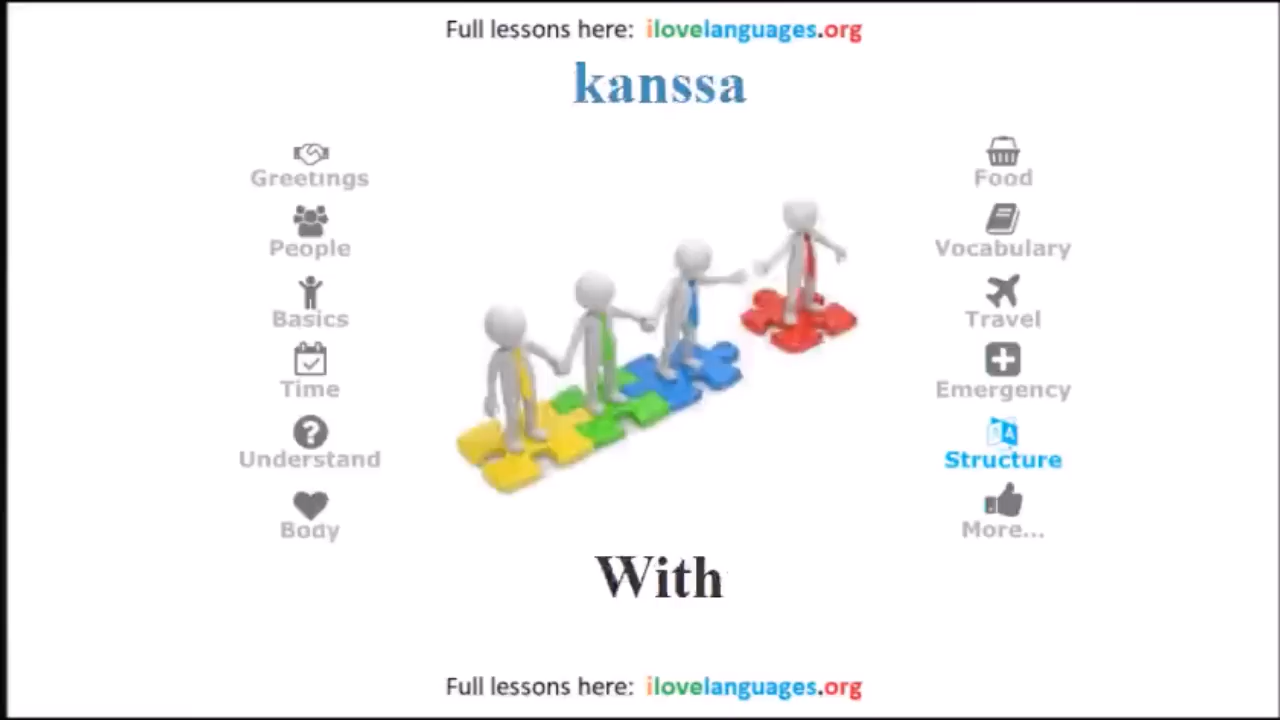 Full lessons here: ilovelanguages.org
kanssa
Greetings
People
Basics
Time
Understand
Body
Food
Vocabulary
Travel
Emergency
Structure
More...
With
Full lessons here: ilovelanguages.org